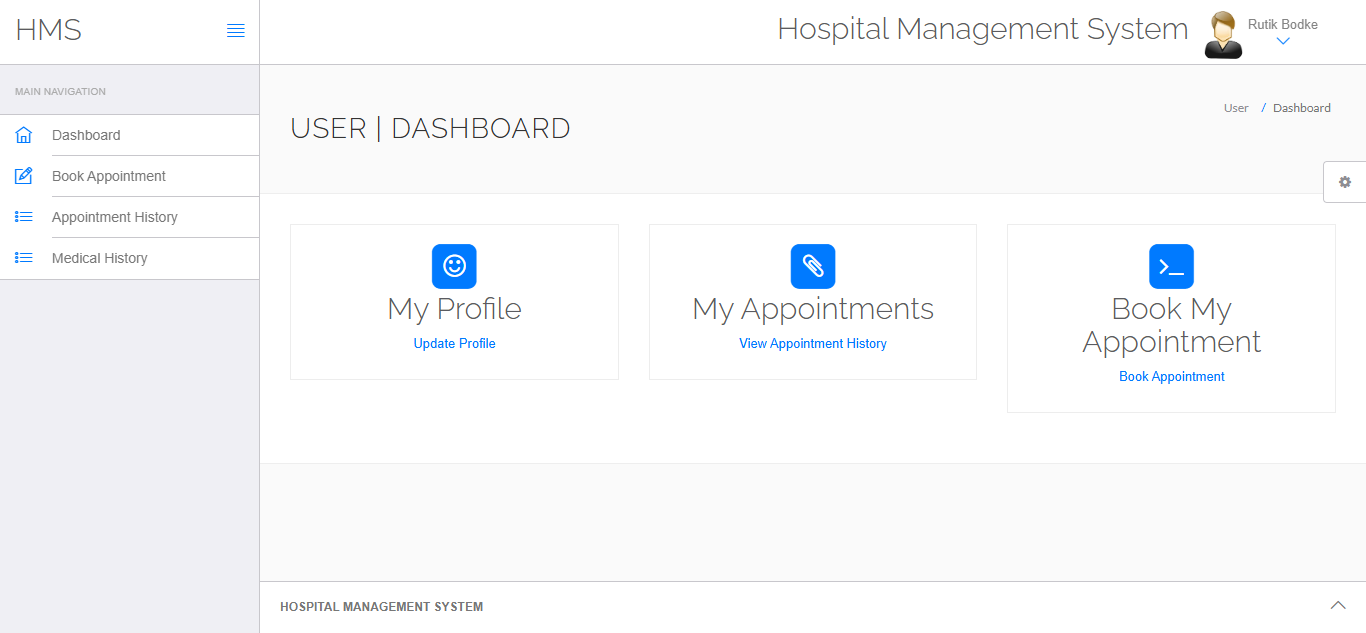 HMS
Hospital Management System
Rutik Bodke
MAIN NAVIGATION
Dashboard
Book Appointment
Appointment History
Medical History
USER | DASHBOARD
User / Dashboard
My Profile
Update Profile
My Appointments
View Appointment History
Book My
Appointment
Book Appointment
HOSPITAL MANAGEMENT SYSTEM